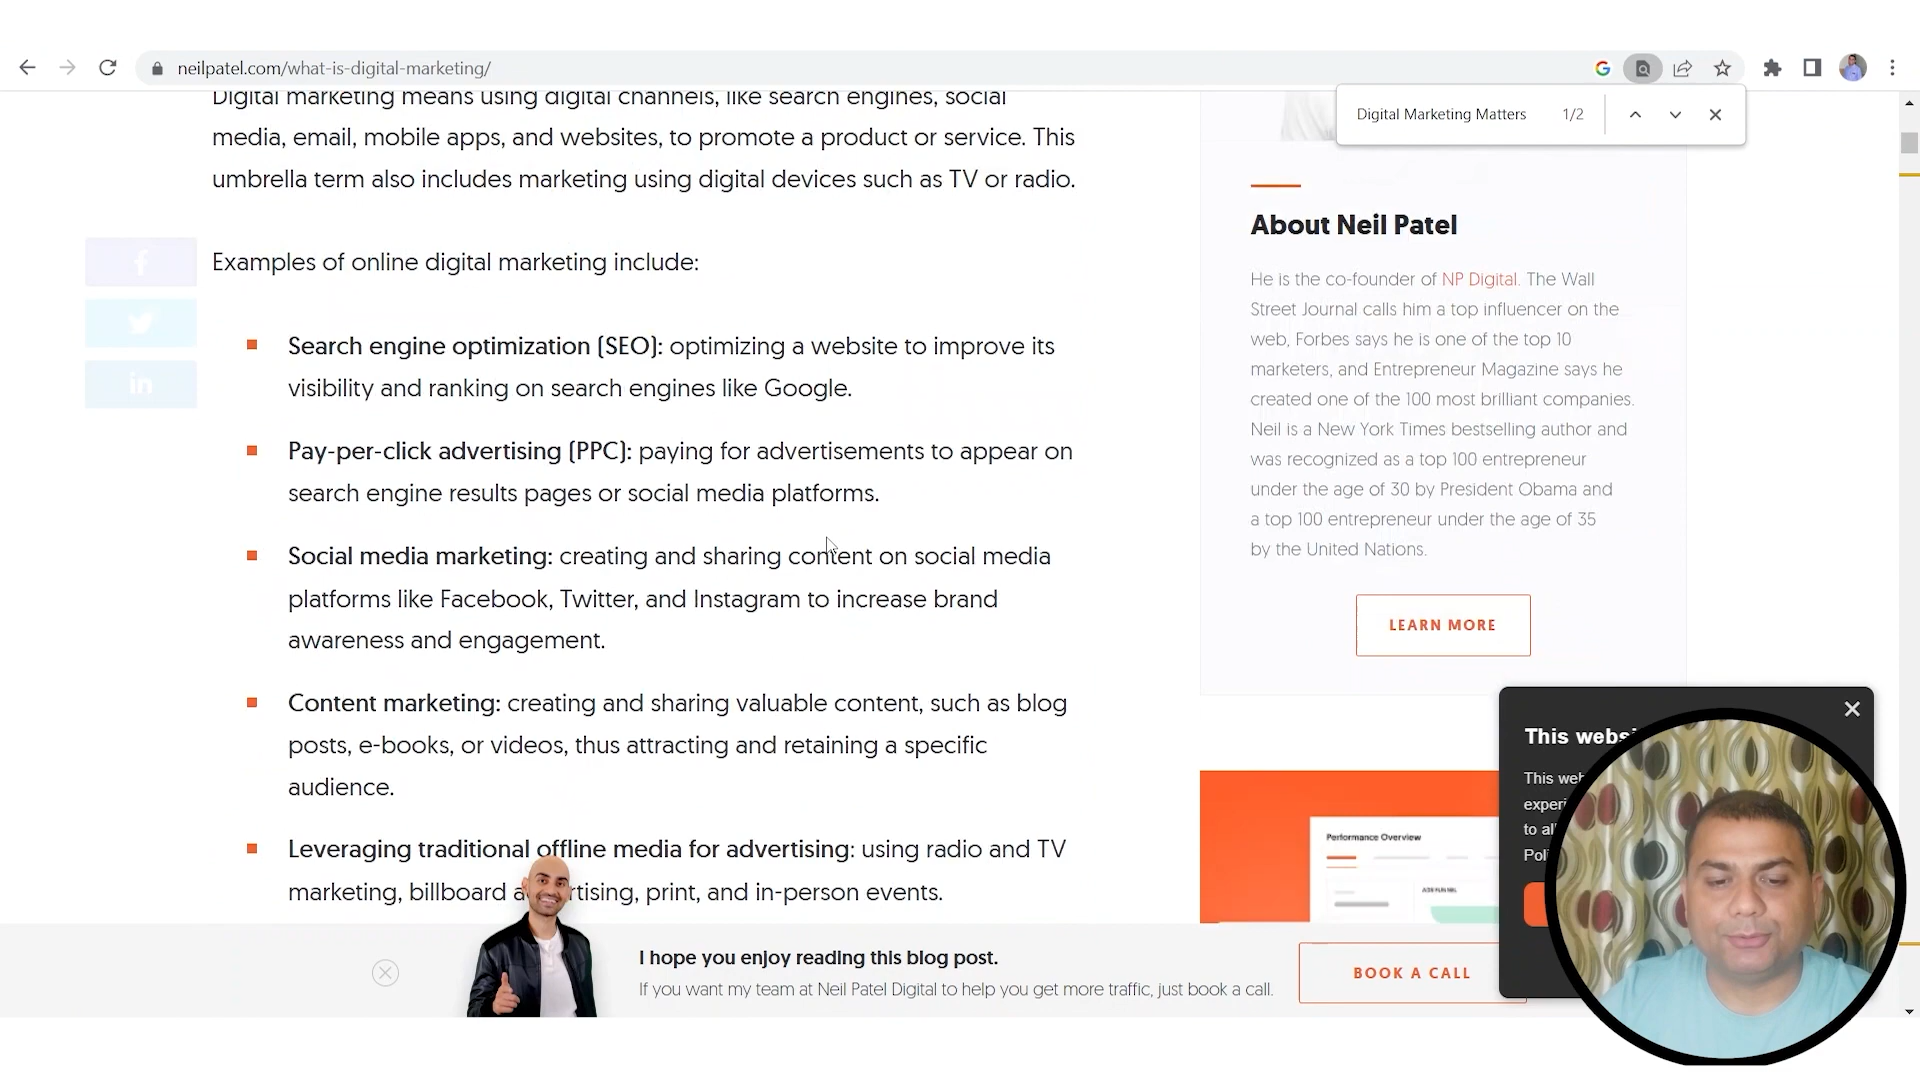 neilpatel.com/what-is-digital-marketing/
Digital Marketing Matters 1/2
Digital marketing means using digital channels, like search engines, social
media, email, mobile apps, and websites, to promote a product or service. This
umbrella term also includes marketing using digital devices such as TV or radio.
Examples of online digital marketing include:
Search engine optimization (SEO): optimizing a website to improve its
visibility and ranking on search engines like Google.
Pay-per-click advertising (PPC): paying for advertisements to appear on
search engine results pages or social media platforms.
Social media marketing: creating and sharing content on social media
platforms like Facebook, Twitter, and Instagram to increase brand
awareness and engagement.
Content marketing: creating and sharing valuable content, such as blog
posts, e-books, or videos, thus attracting and retaining a specific
audience.
Leveraging traditional offline media for advertising: using radio and TV
marketing, billboard advertising, print, and in-person events.
About Neil Patel
He is the co-founder of NP Digital. The Wall
Street Journal calls him a top influencer on the
web, Forbes says he is one of the top 10
marketers, and Entrepreneur Magazine says he
created one of the 100 most brilliant companies.
Neil is a New York Times bestselling author and
was recognized as a top 100 entrepreneur
under the age of 30 by President Obama and
a top 100 entrepreneur under the age of 35
by the United Nations.
LEARN MORE
Performance Overview
This
This
to
I hope you enjoy reading this blog post.
If you want my team at Neil Patel Digital to help you get more traffic, just book a call.
BOOK A CALL